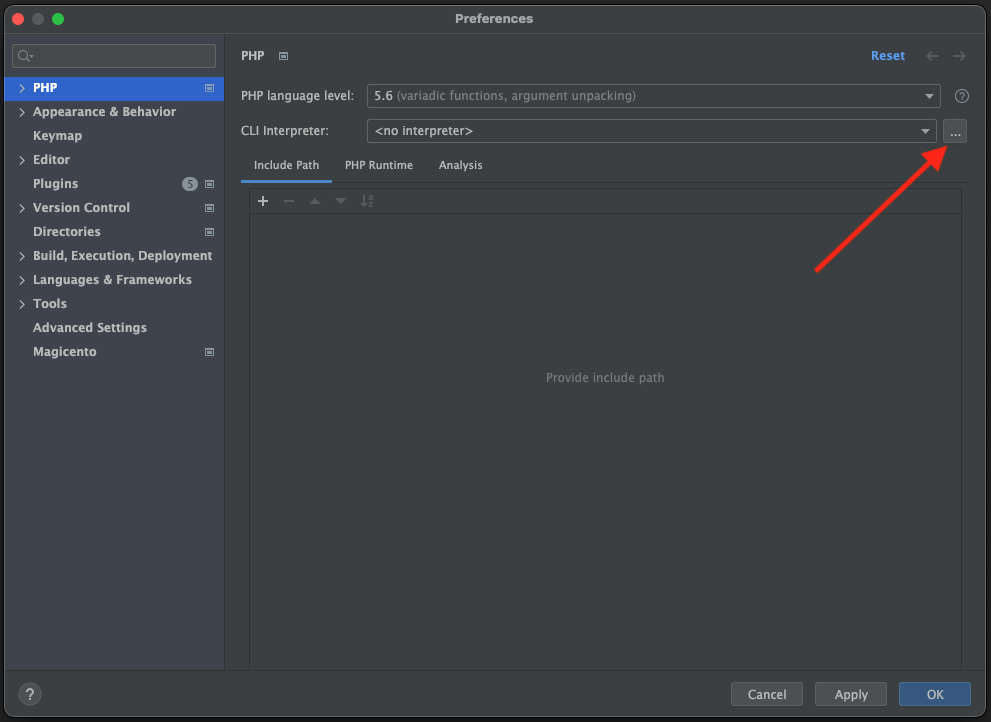 Preferences
PHP
Reset
PHP
Appearance & Behavior
Keymap
Editor
Plugins 5
Version Control
Directories
Build, Execution, Deployment
Languages & Frameworks
Tools
Advanced Settings
Magicento
PHP language level: 5.6 (variadic functions, argument unpacking) ?
CLI Interpreter: <no interpreter> ...
Include Path PHP Runtime Analysis
Provide include path
? Cancel Apply OK